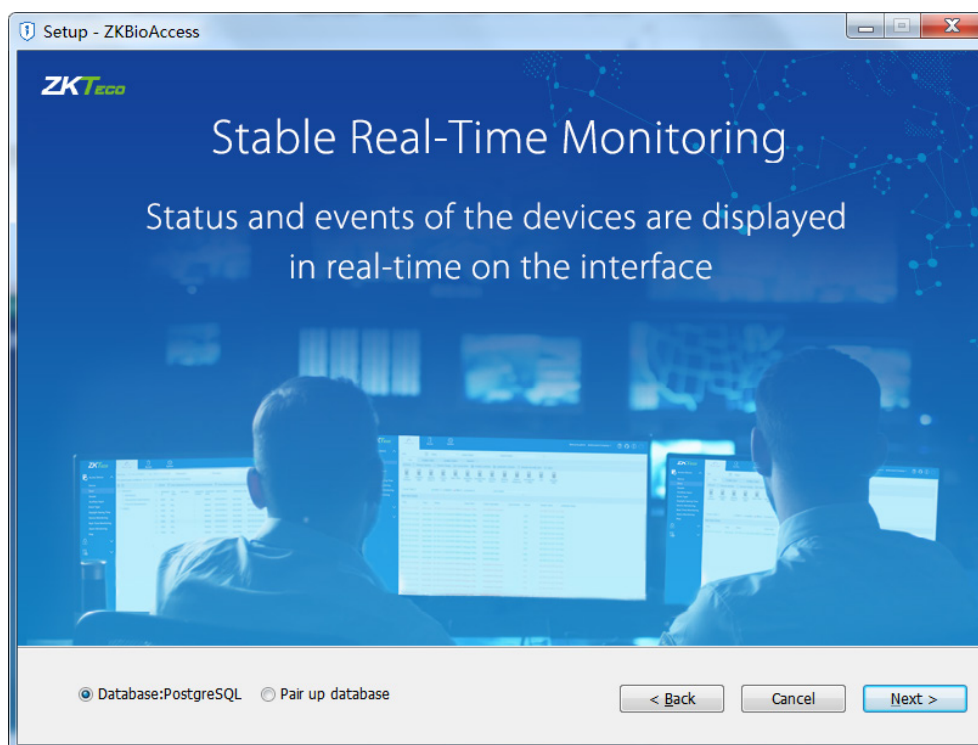 Setup - ZKBioAccess
ZKTeco
Stable Real-Time Monitoring
Status and events of the devices are displayed
in real-time on the interface
Database:PostgreSQL
Pair up database
< Back
Cancel
Next >